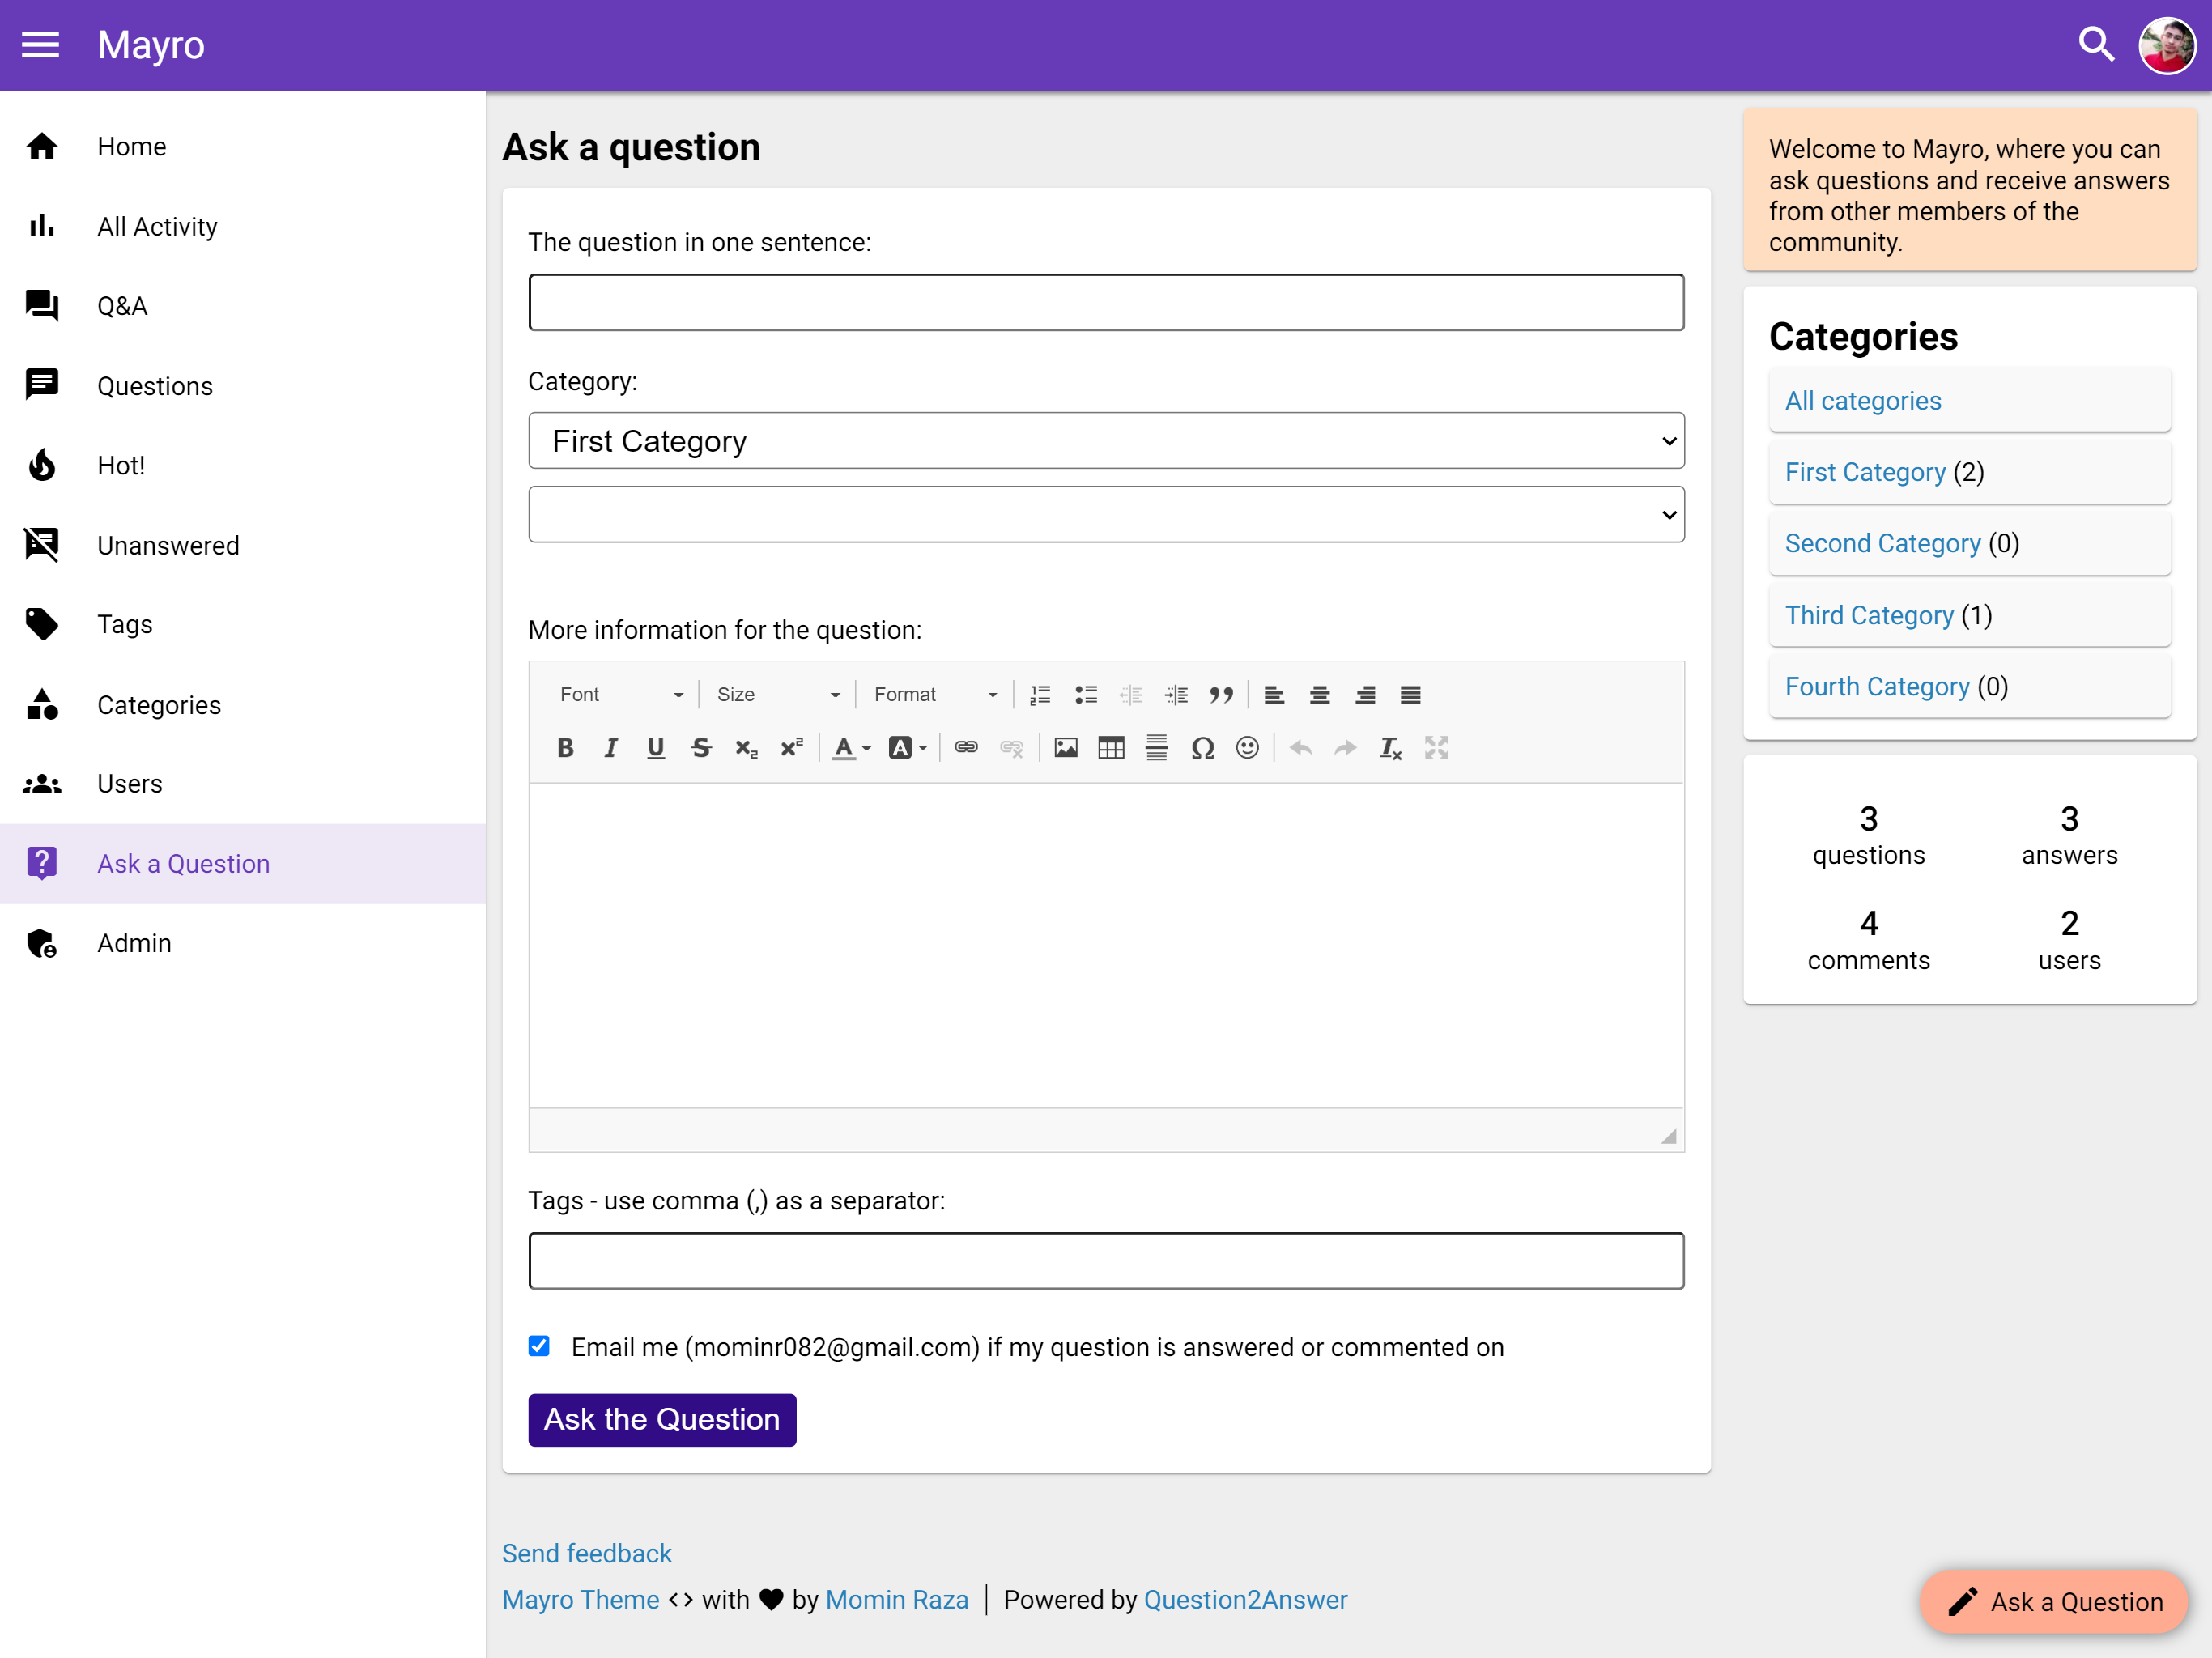 Mayro
Home
All Activity
Q&A
Questions
Hot!
Unanswered
Tags
Categories
Users
Ask a Question
Admin
Ask a question
The question in one sentence:
Category:
First Category
More information for the question:
Font Size Format
Tags - use comma (,) as a separator:
Email me (mominr082@gmail.com) if my question is answered or commented on
Ask the Question
Welcome to Mayro, where you can
ask questions and receive answers
from other members of the
community.
Categories
All categories
First Category (2)
Second Category (0)
Third Category (1)
Fourth Category (0)
3 3
questions answers
4 2
comments users
Send feedback
Mayro Theme <> with ♥ by Momin Raza | Powered by Question2Answer
Ask a Question